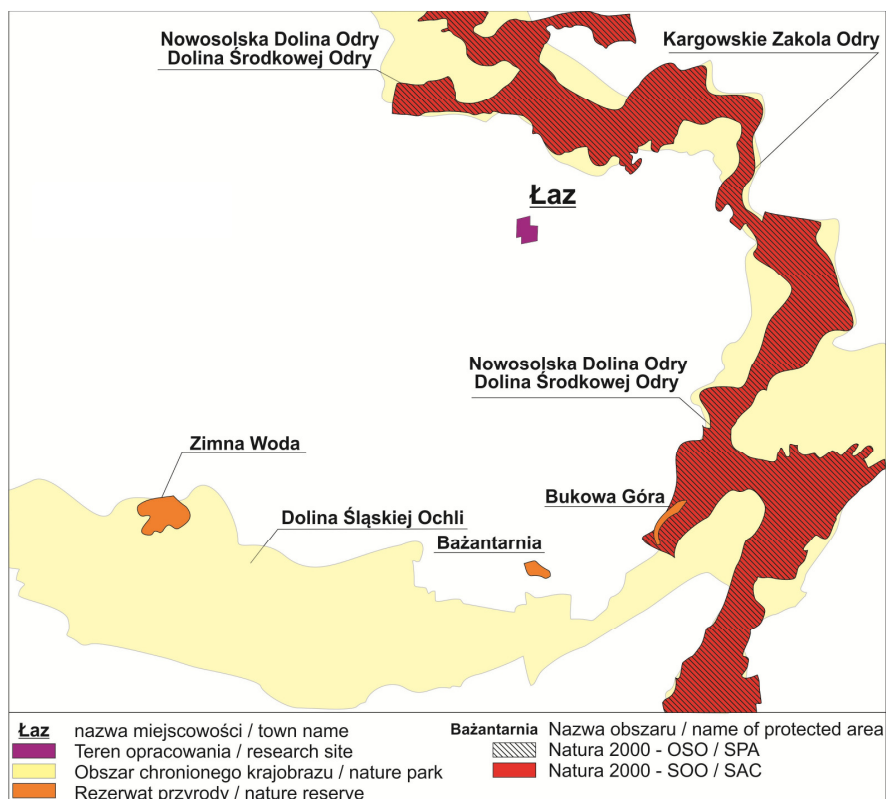 Nowosolska Dolina Odry
Dolina Środkowej Odry
Kargowskie Zakola Odry
Łaz
Nowosolska Dolina Odry
Dolina Środkowej Odry
Zimna Woda
Bukowa Góra
Dolina Śląskiej Ochli
Bażantarnia
Łaz nazwa miejscowości / town name
Teren opracowania / research site
Obszar chronionego krajobrazu / nature park
Rezerwat przyrody / nature reserve
Bażantarnia Nazwa obszaru / name of protected area
Natura 2000 - OSO / SPA
Natura 2000 - SOO / SAC